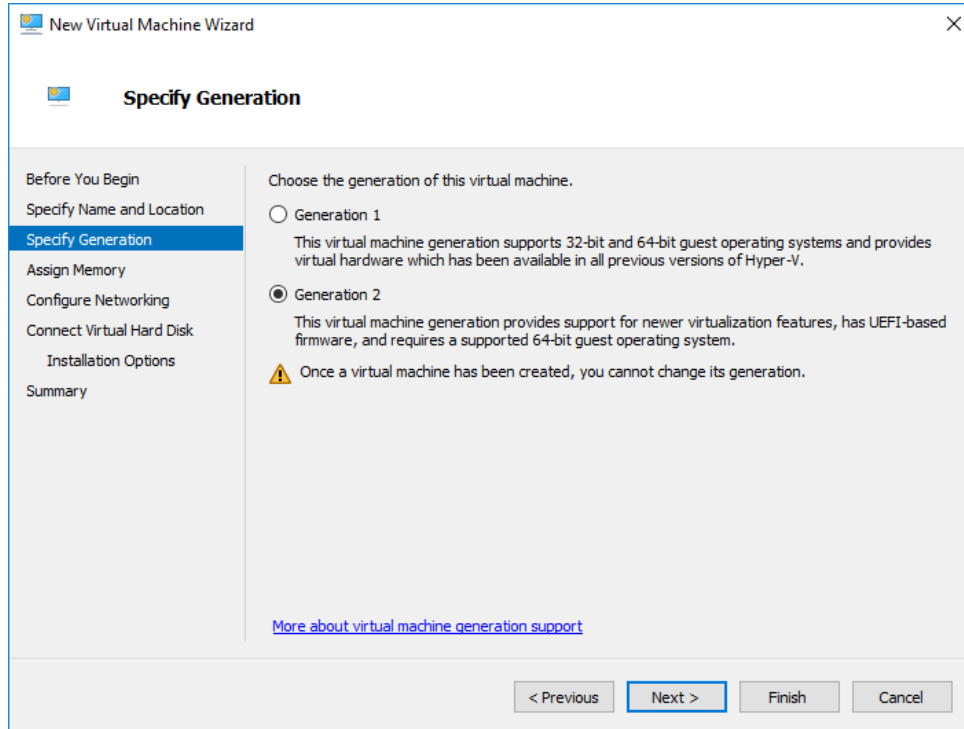 New Virtual Machine Wizard
Specify Generation
Before You Begin
Specify Name and Location
Specify Generation
Assign Memory
Configure Networking
Connect Virtual Hard Disk
Installation Options
Summary
Choose the generation of this virtual machine.
Generation 1
This virtual machine generation supports 32-bit and 64-bit guest operating systems and provides
virtual hardware which has been available in all previous versions of Hyper-V.
Generation 2
This virtual machine generation provides support for newer virtualization features, has UEFI-based
firmware, and requires a supported 64-bit guest operating system.
Once a virtual machine has been created, you cannot change its generation.
More about virtual machine generation support
< Previous
Next >
Finish
Cancel